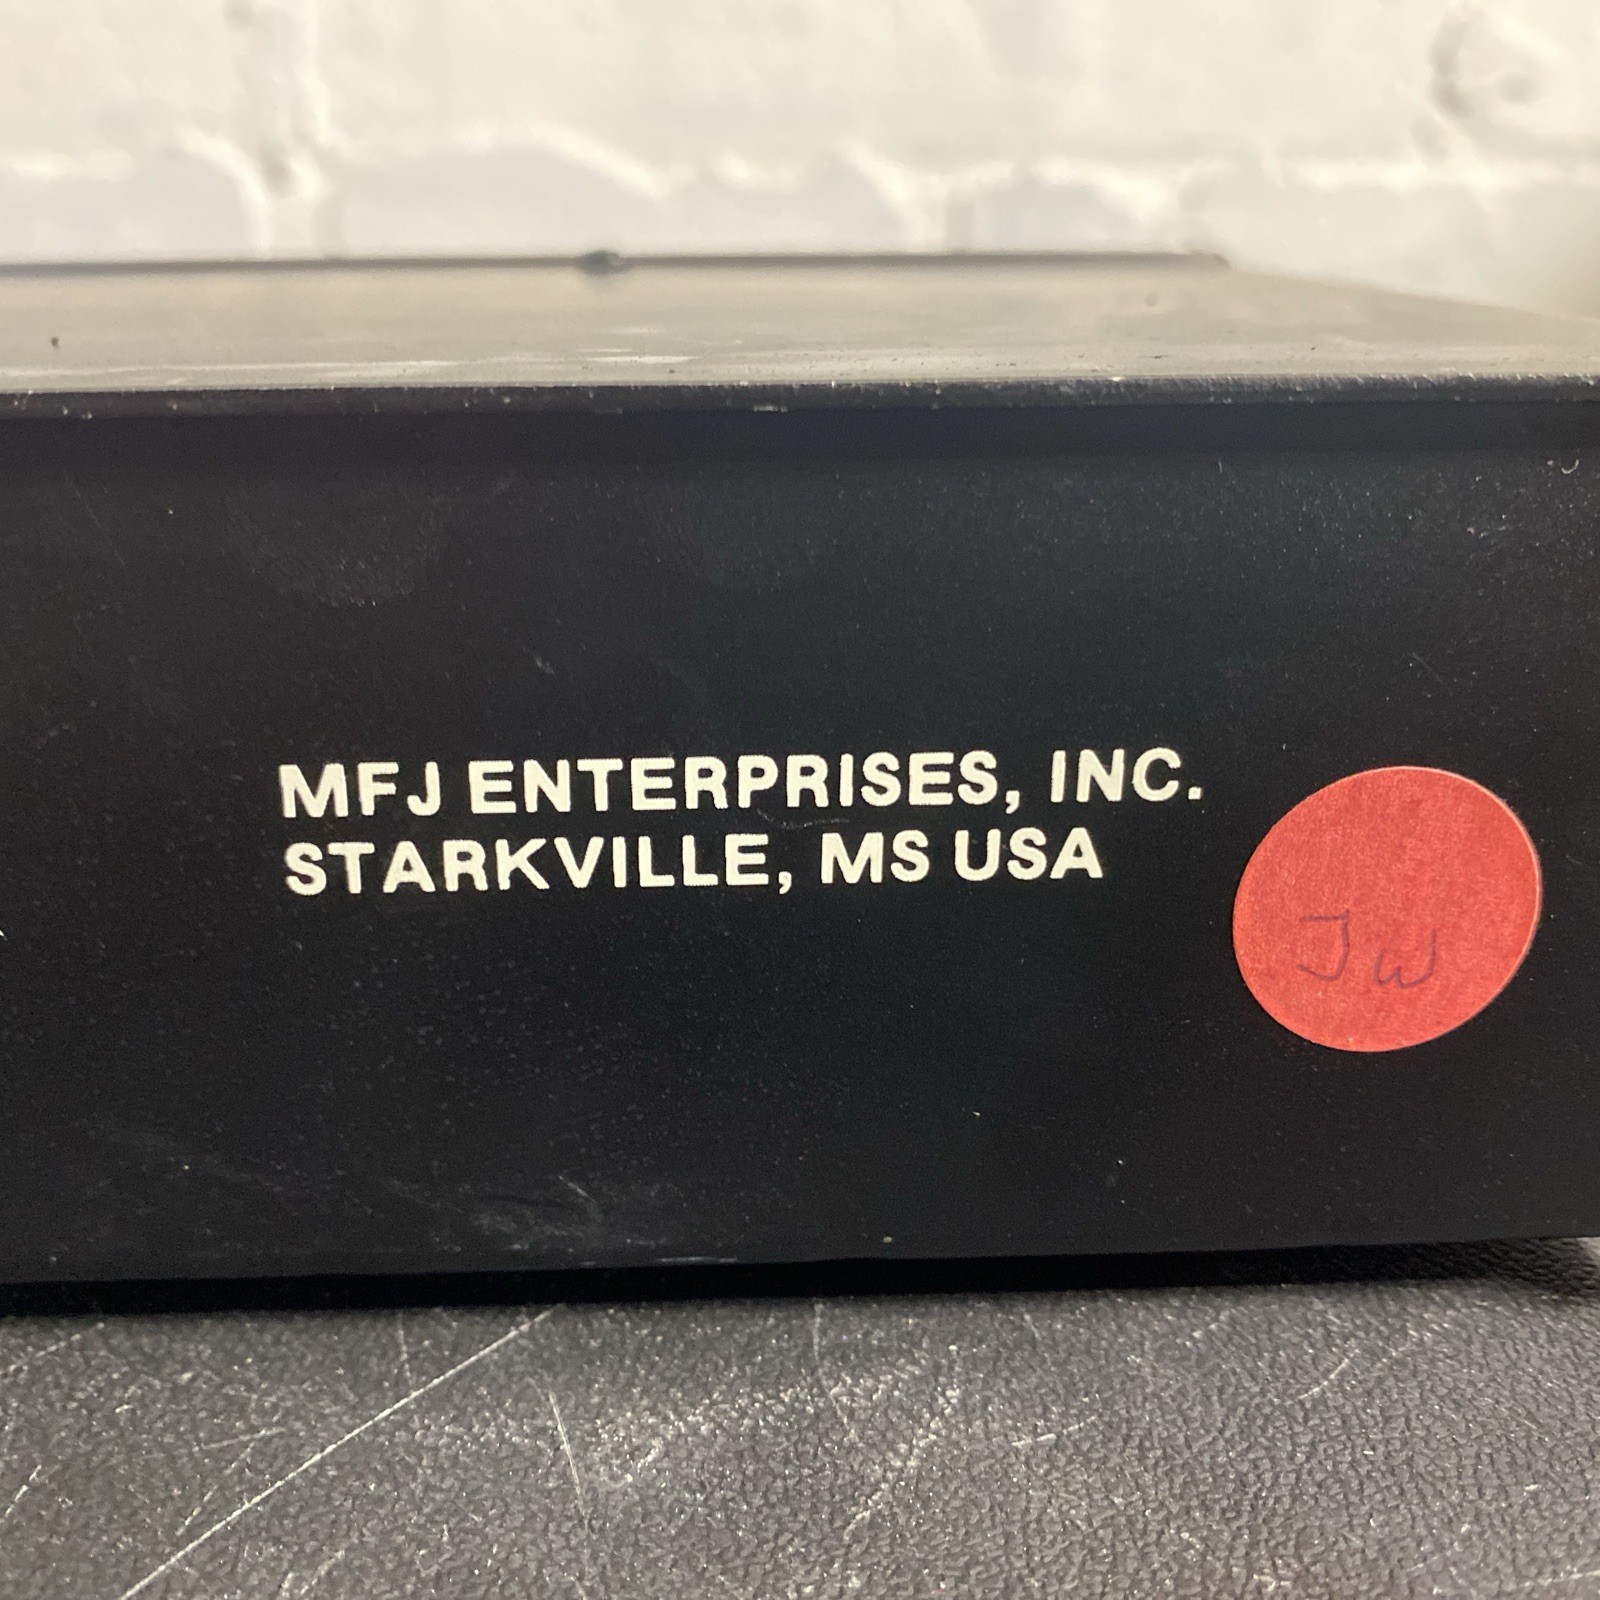 MFJ ENTERPRISES, INC.
STARKVILLE, MS USA
JW